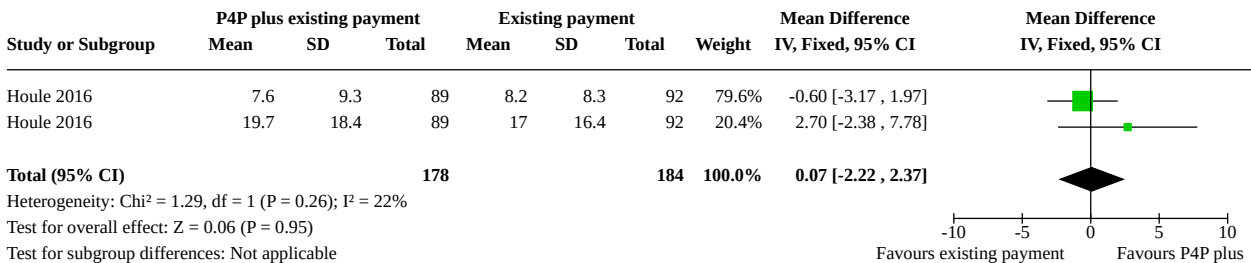 P4P plus existing payment Existing payment Mean Difference Mean Difference
Study or Subgroup Mean SD Total Mean SD Total Weight IV, Fixed, 95% CI IV, Fixed, 95% CI
Houle 2016 7.6 9.3 89 8.2 8.3 92 79.6% -0.60 [-3.17 , 1.97]
Houle 2016 19.7 18.4 89 17 16.4 92 20.4% 2.70 [-2.38 , 7.78]
Total (95% CI) 178 184 100.0% 0.07 [-2.22 , 2.37]
Heterogeneity: Chi² = 1.29, df = 1 (P = 0.26); I² = 22%
Test for overall effect: Z = 0.06 (P = 0.95) -10 -5 0 5 10
Test for subgroup differences: Not applicable Favours existing payment Favours P4P plus